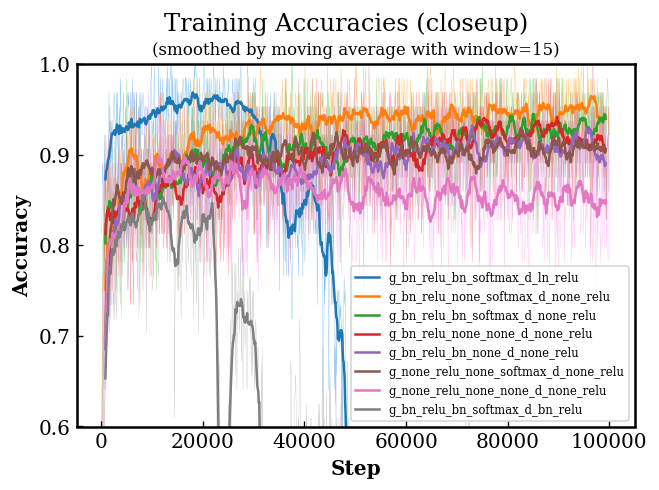 Training Accuracies (closeup)
(smoothed by moving average with window=15)
1.0
0.9
0.8
0.7
0.6
Accuracy
g_bn_relu_bn_softmax_d_ln_relu
g_bn_relu_none_softmax_d_none_relu
g_bn_relu_bn_softmax_d_none_relu
g_bn_relu_none_none_d_none_relu
g_bn_relu_bn_none_d_none_relu
g_none_relu_none_softmax_d_none_relu
g_none_relu_none_none_d_none_relu
g_bn_relu_bn_softmax_d_bn_relu
0 20000 40000 60000 80000 100000
Step